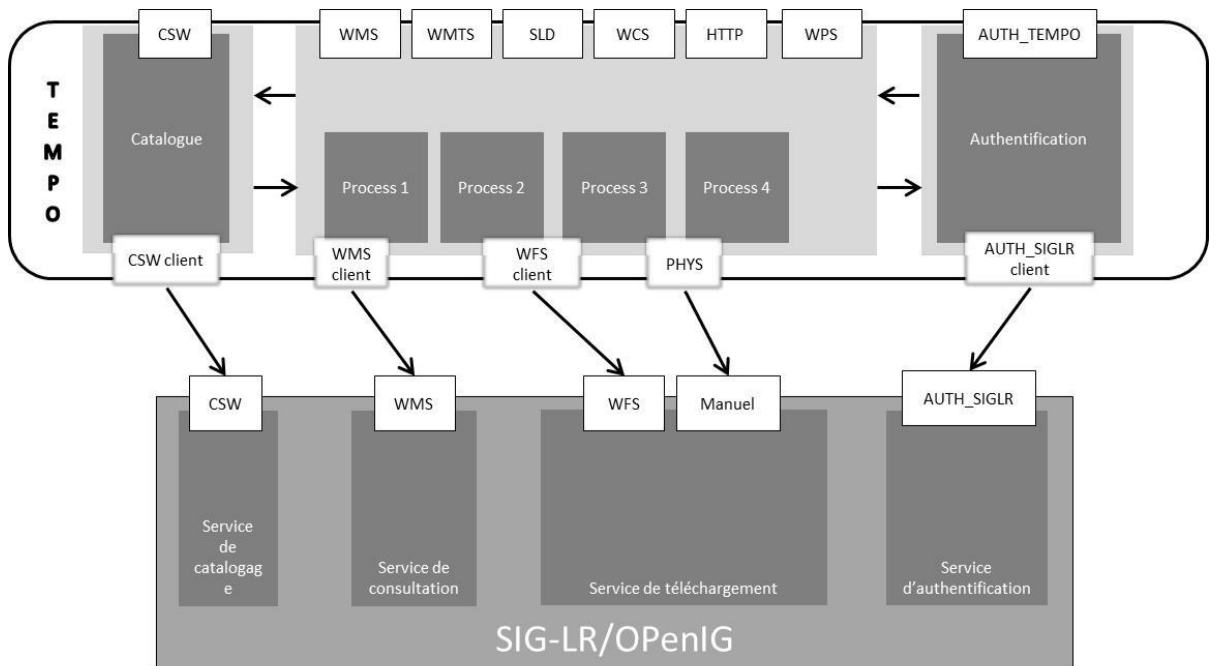 CSW
WMS
WMTS
SLD
WCS
HTTP
WPS
AUTH_TEMPO
T
E
M
P
O
Catalogue
Authentification
Process 1
Process 2
Process 3
Process 4
CSW client
WMS
client
WFS
client
PHYS
AUTH_SIGLR
client
CSW
WMS
WFS
Manuel
AUTH_SIGLR
Service
de
catalogag
e
Service de
consultation
Service de téléchargement
Service
d’authentification
SIG-LR/OPenIG